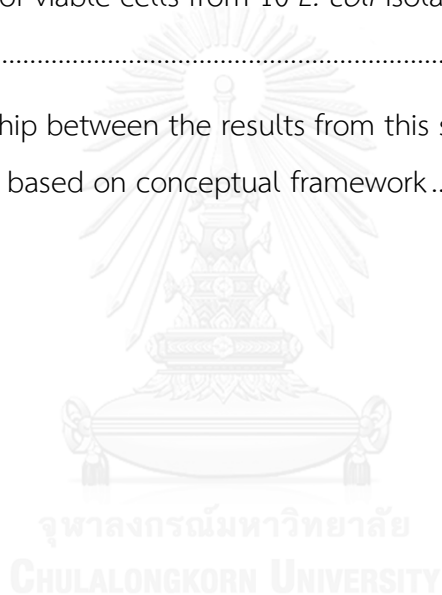 of viable cells from 10 E. coli isola
................................................................
hip between the results from this s
based on conceptual framework..
จุฬาลงกรณ์มหาวิทยาลัย
CHULALONGKORN UNIVERSITY